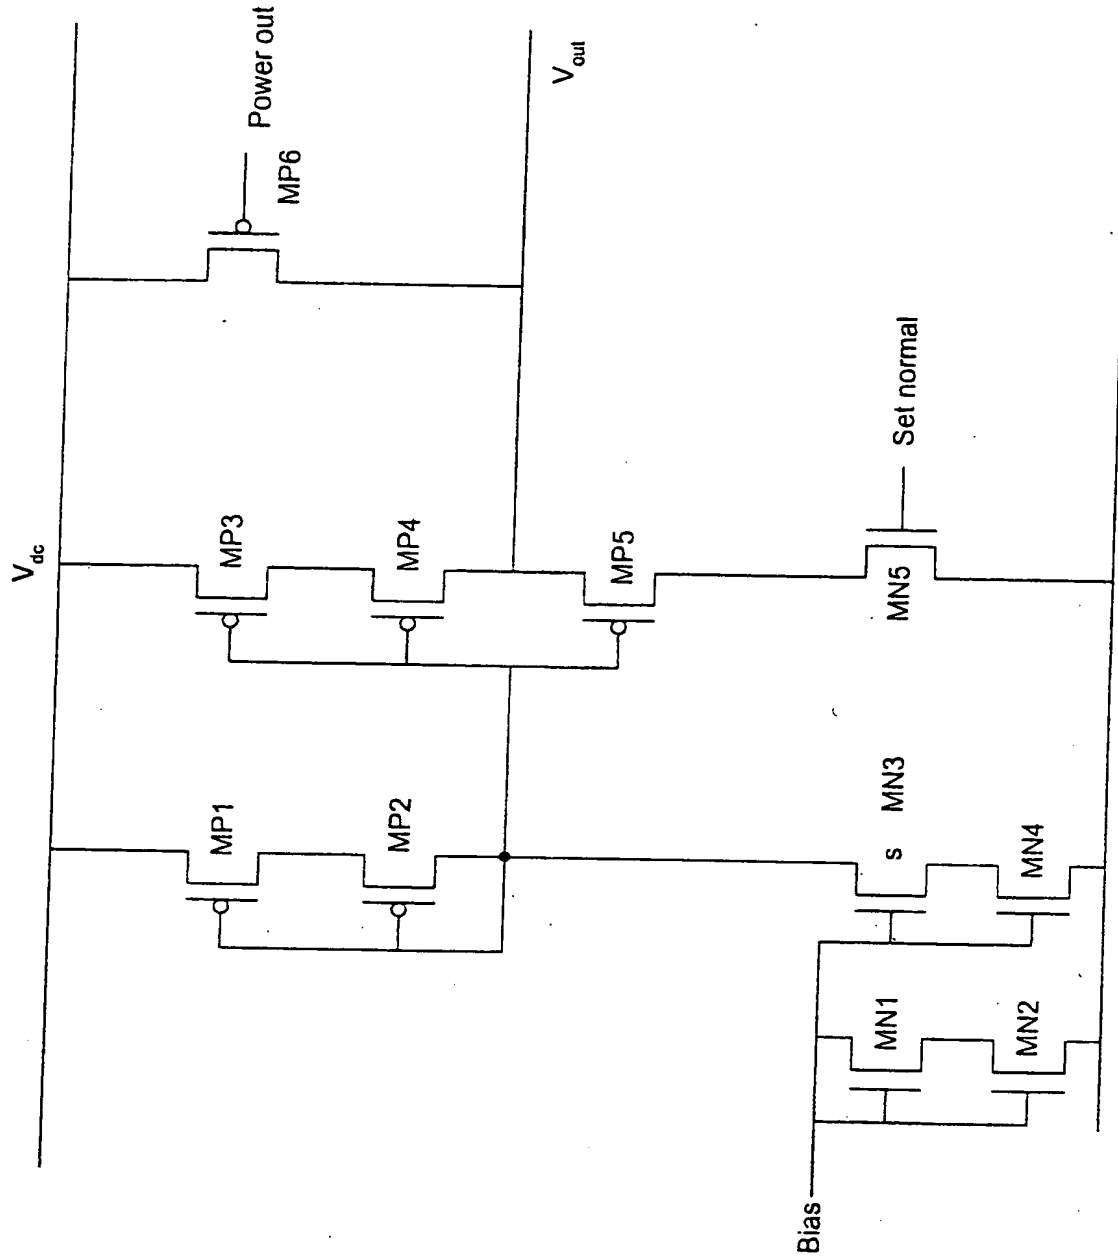 V_dc
Power out
MP6
MP3
MP1
MP4
MP2
V_out
MP5
Set normal
MN5
MN3
s
MN4
MN1
MN2
Bias